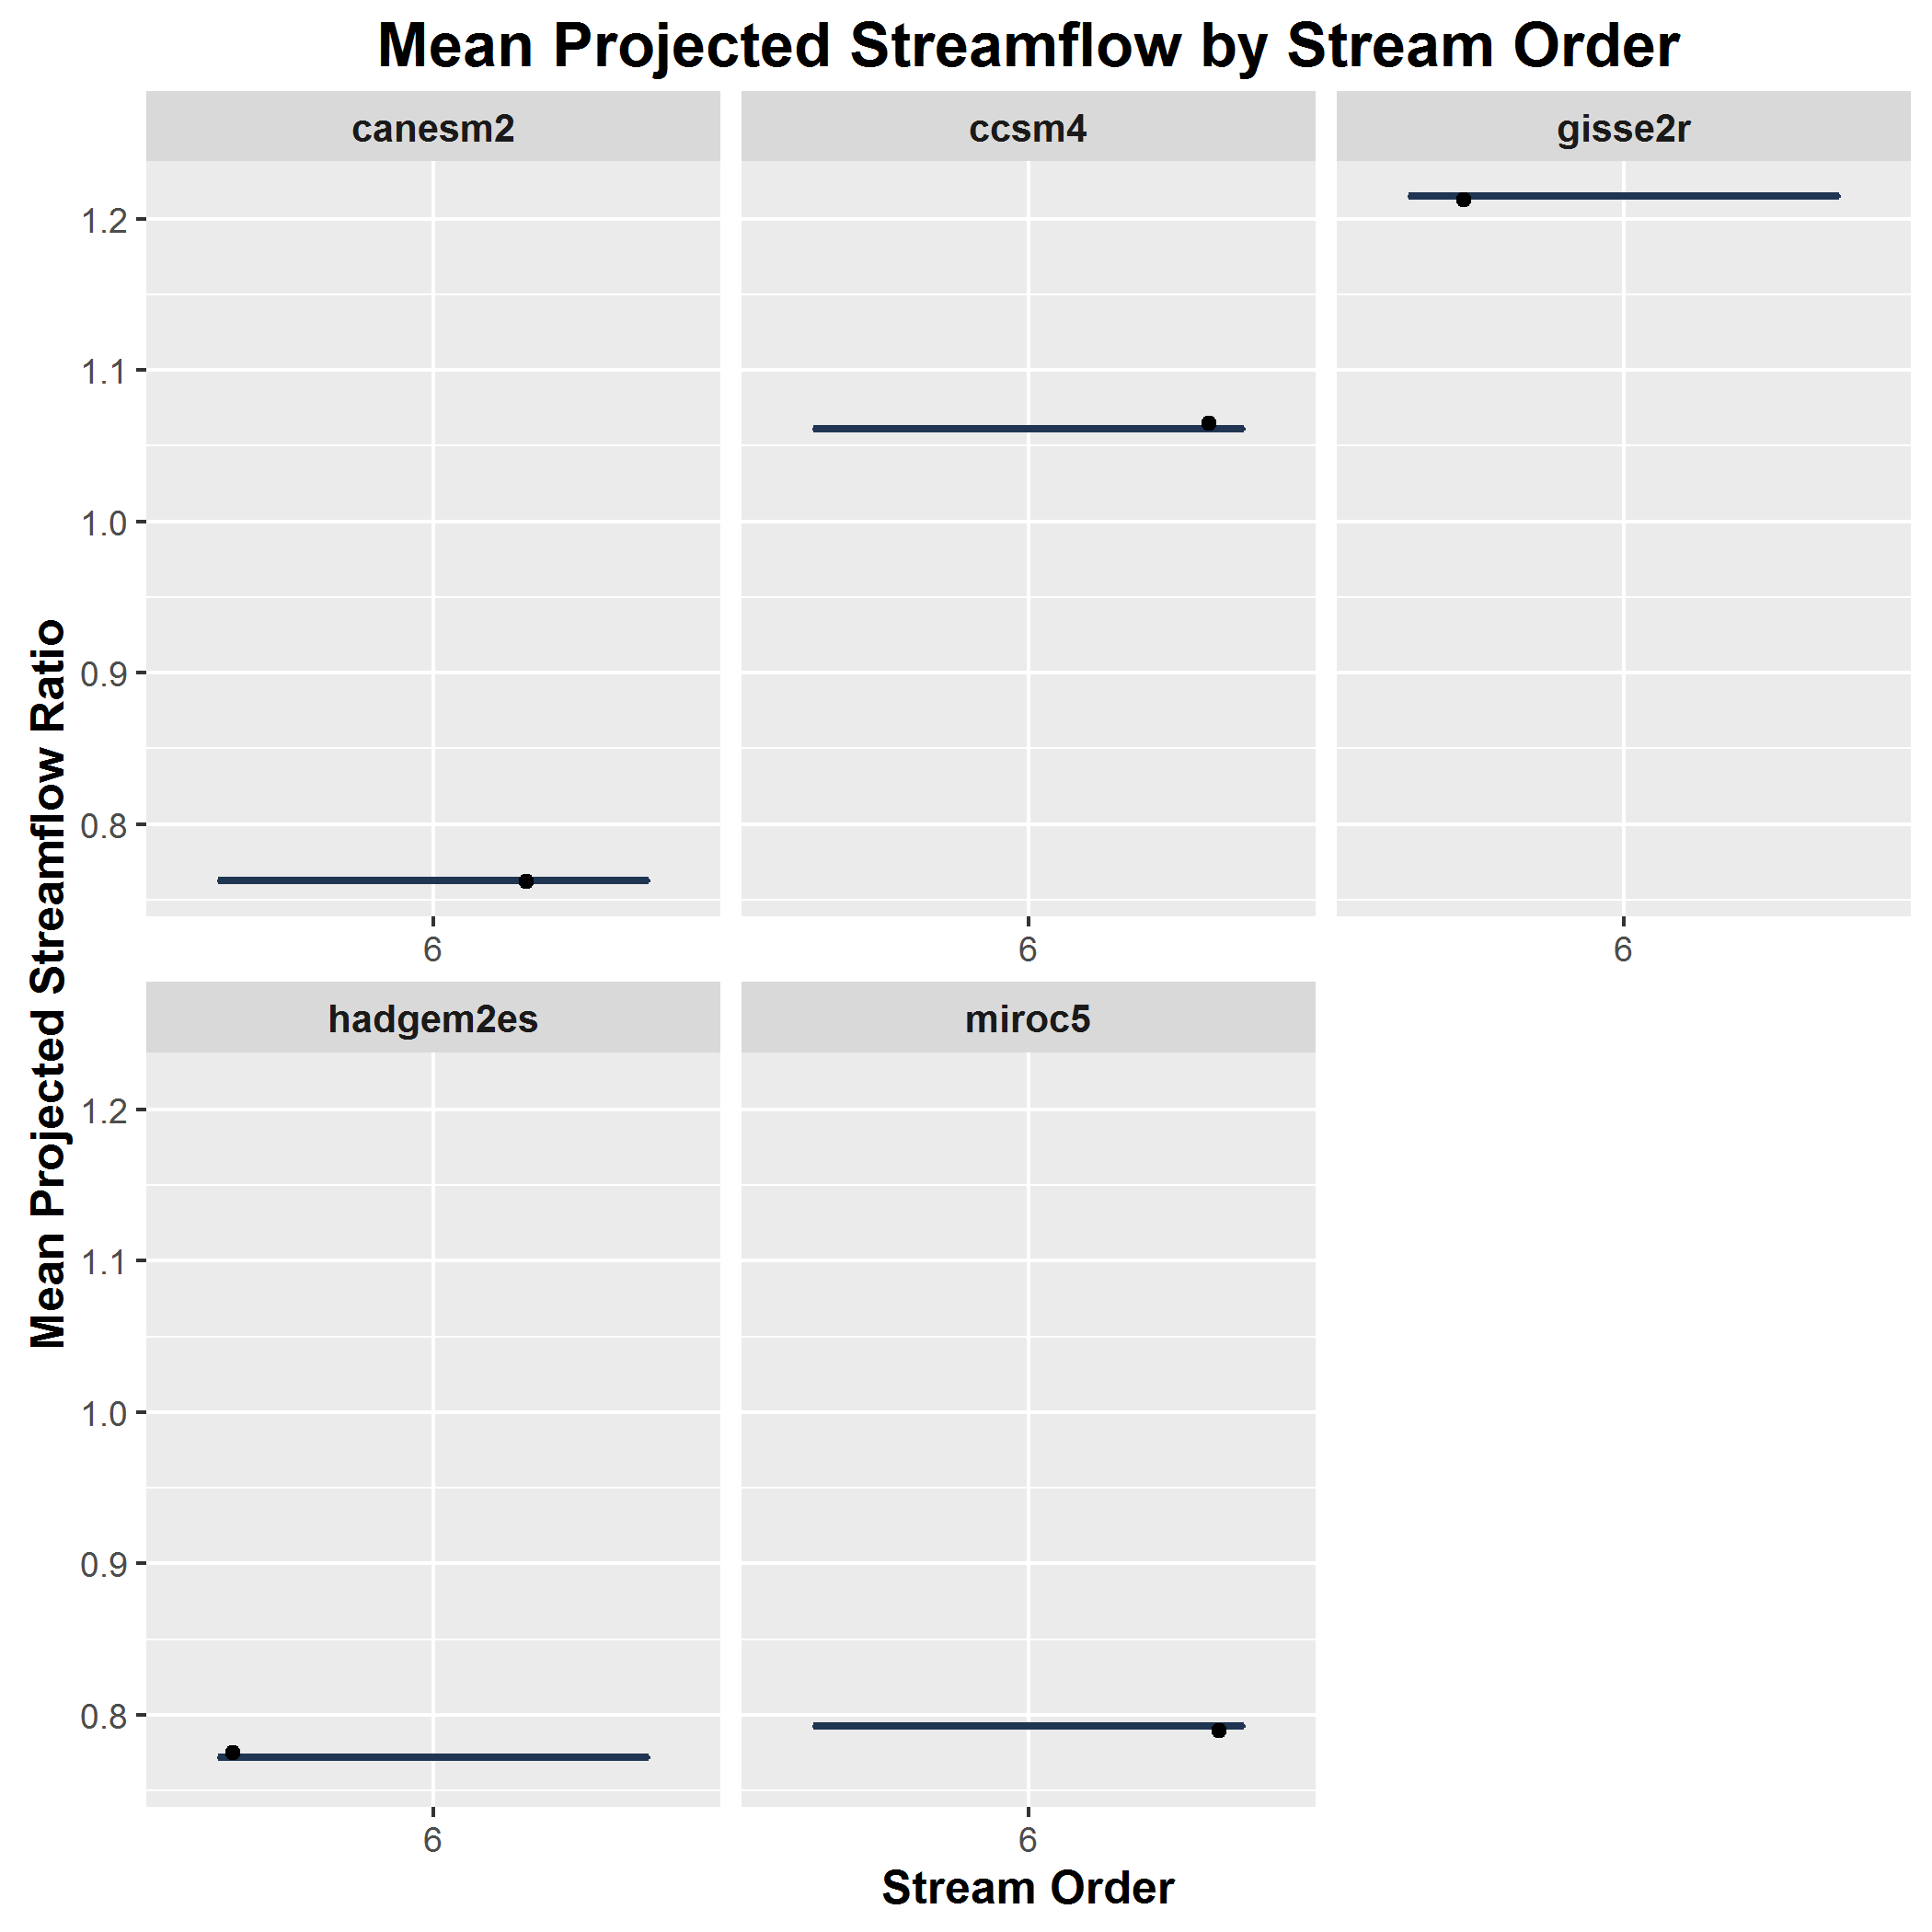 Mean Projected Streamflow by Stream Order
canesm2
ccsm4
gisse2r
1.2
1.1
1.0
0.9
0.8
6
6
6
Mean Projected Streamflow Ratio
hadgem2es
miroc5
1.2
1.1
1.0
0.9
0.8
6
6
Stream Order